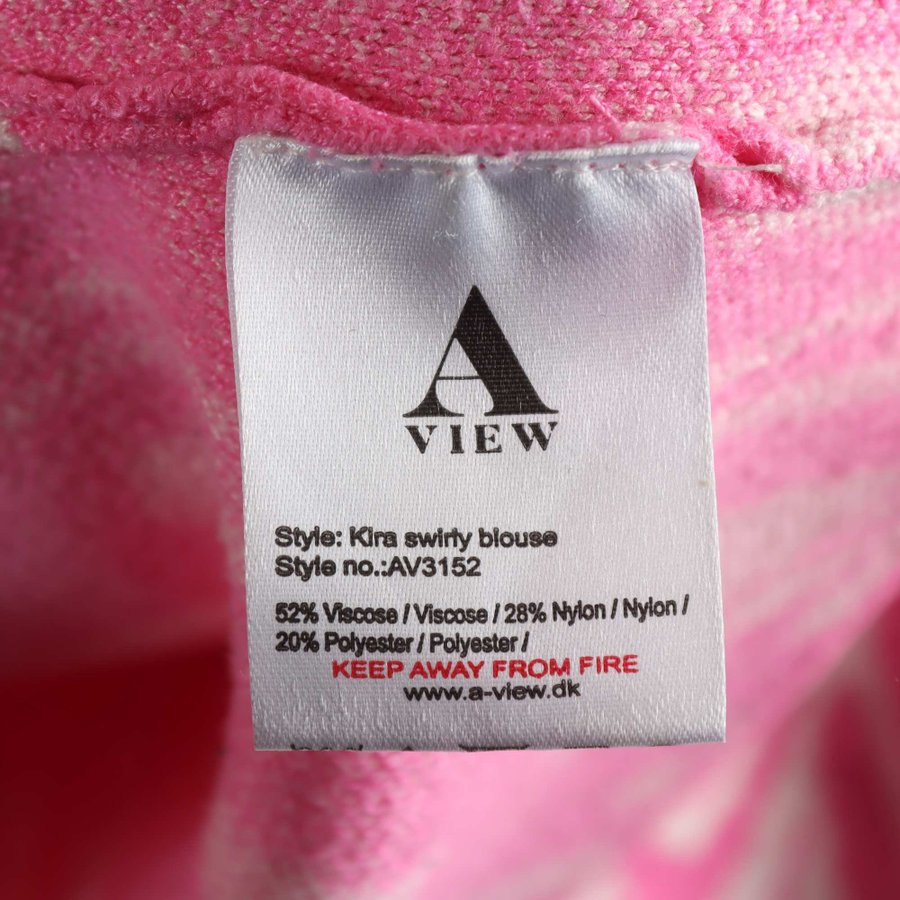 A
VIEW
Style: Kira swirly blouse
Style no.:AV3152
52% Viscose / Viscose / 28% Nylon / Nylon /
20% Polyester / Polyester /
KEEP AWAY FROM FIRE
www.a-view.dk